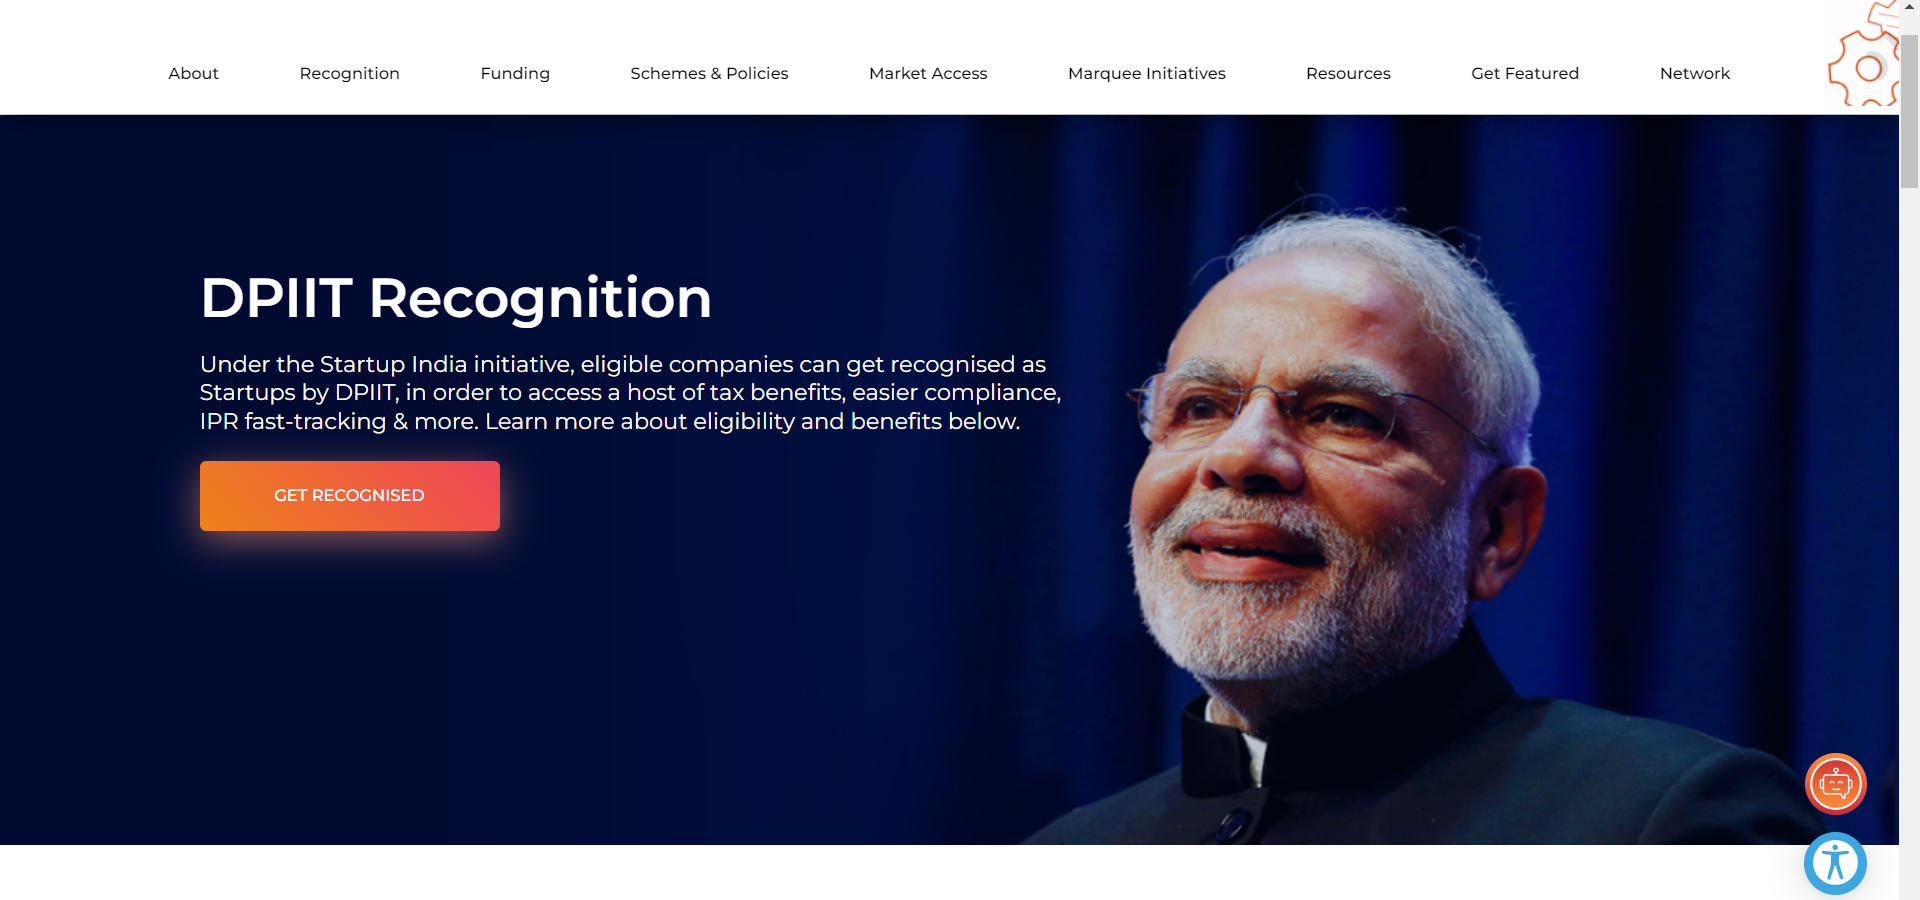 About
Recognition
Funding
Schemes & Policies
Market Access
Marquee Initiatives
Resources
Get Featured
Network
DPIIT Recognition
Under the Startup India initiative, eligible companies can get recognised as
Startups by DPIIT, in order to access a host of tax benefits, easier compliance,
IPR fast-tracking & more. Learn more about eligibility and benefits below.
GET RECOGNISED